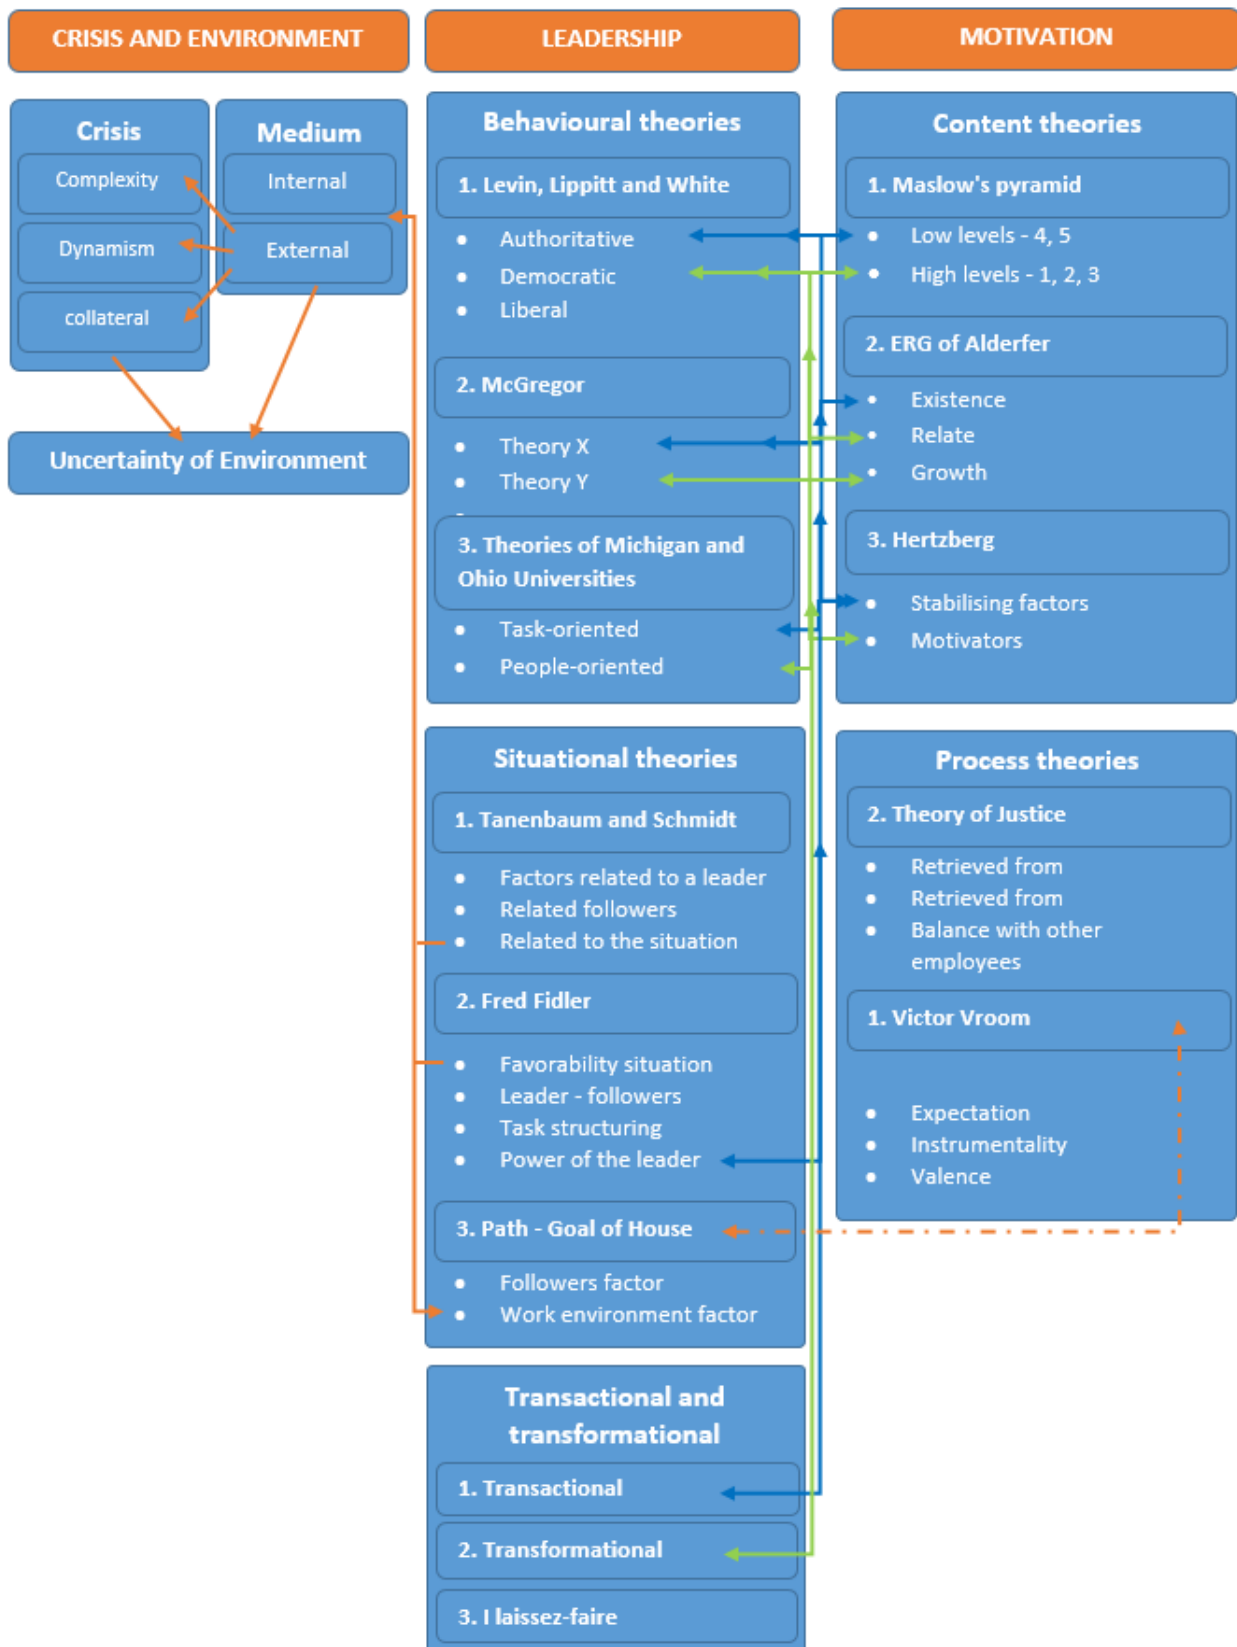 CRISIS AND ENVIRONMENT
Crisis
Complexity
Dynamism
collateral
Medium
Internal
External
Uncertainty of Environment
LEADERSHIP
Behavioural theories
1. Levin, Lippitt and White
• Authoritative
• Democratic
• Liberal
2. McGregor
• Theory X
• Theory Y
•
3. Theories of Michigan and
Ohio Universities
• Task-oriented
• People-oriented
Situational theories
1. Tanenbaum and Schmidt
• Factors related to a leader
• Related followers
• Related to the situation
2. Fred Fidler
• Favorability situation
• Leader - followers
• Task structuring
• Power of the leader
3. Path - Goal of House
• Followers factor
• Work environment factor
Transactional and
transformational
1. Transactional
2. Transformational
3. I laissez-faire
MOTIVATION
Content theories
1. Maslow's pyramid
• Low levels - 4, 5
• High levels - 1, 2, 3
2. ERG of Alderfer
• Existence
• Relate
• Growth
3. Hertzberg
• Stabilising factors
• Motivators
Process theories
2. Theory of Justice
• Retrieved from
• Retrieved from
• Balance with other
employees
1. Victor Vroom
• Expectation
• Instrumentality
• Valence